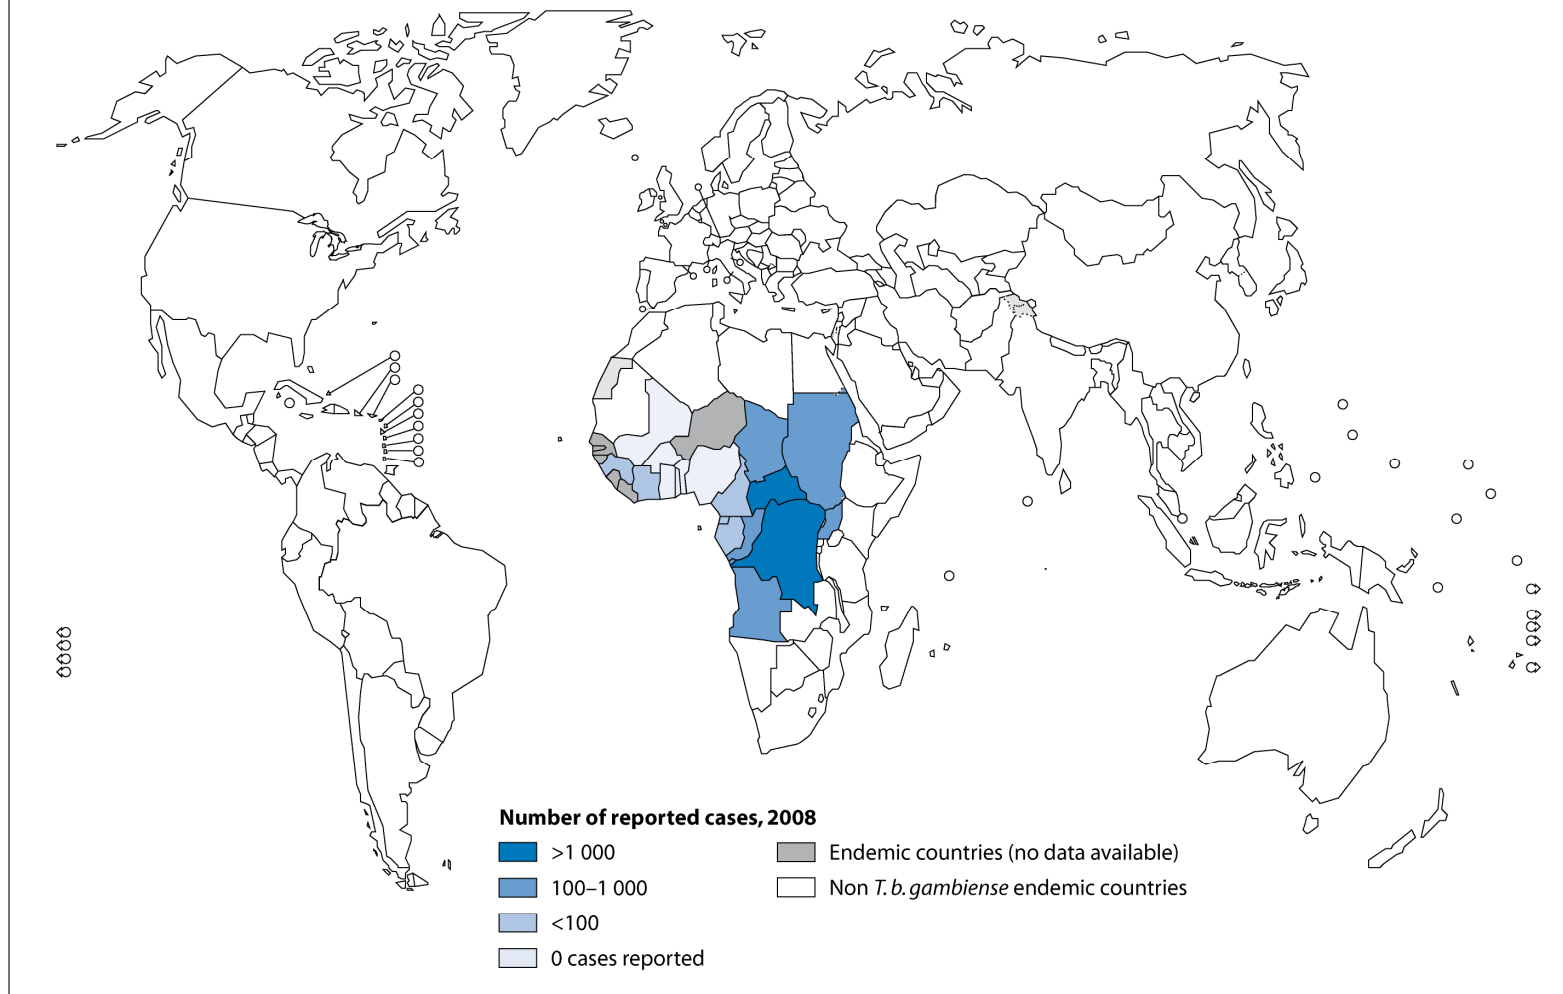 Number of reported cases, 2008
>1 000
100–1 000
<100
0 cases reported
Endemic countries (no data available)
Non T. b. gambiense endemic countries